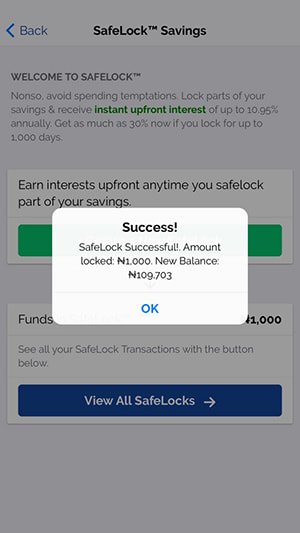 Back
SafeLock™ Savings
WELCOME TO SAFELOCK™
Nonso, avoid spending temptations. Lock parts of your
savings & receive instant upfront interest of up to 10.95%
annually. Get as much as 30% now if you lock for up to
1,000 days.
Earn interests upfront anytime you safelock
part of your savings.
Success!
SafeLock Successful!. Amount
locked: ₦1,000. New Balance:
₦109,703
OK
Funds
₦1,000
See all your SafeLock Transactions with the button
below.
View All SafeLocks →